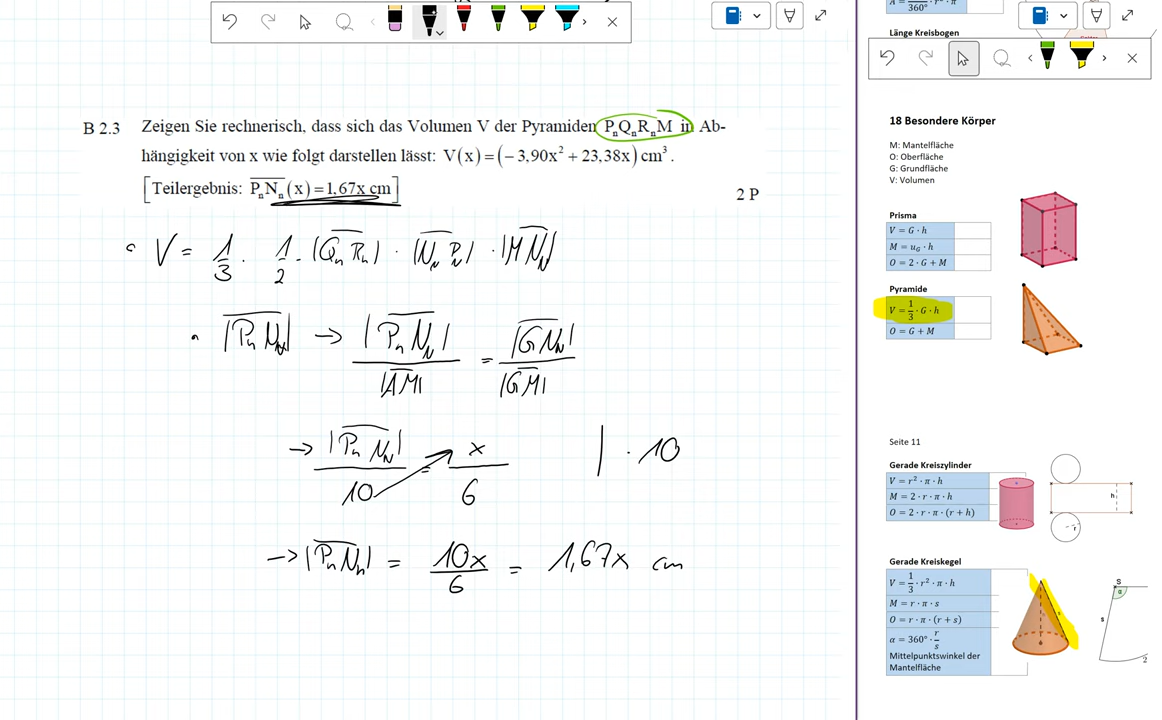 B 2.3 Zeigen Sie rechnerisch, dass sich das Volumen V der Pyramiden PₙQₙRₙM in Ab-
hängigkeit von x wie folgt darstellen lässt: V(x) = (− 3,90x² + 23,38x) cm³.
[Teilergebnis: PₙNₙ(x) = 1,67x cm]
2 P
V = 1/3 · 1/2 · |QₙRₙ| · |NₙPₙ| · |MNₙ|
· |PₙNₙ| → |PₙNₙ| / |AM| = |GNₙ| / |GM|
→ |PₙNₙ| / 10 = x / 6 | · 10
→ |PₙNₙ| = 10x / 6 = 1,67x cm
360°
Länge Kreisbogen
18 Besondere Körper
M: Mantelfläche
O: Oberfläche
G: Grundfläche
V: Volumen
Prisma
V = G · h
M = u_G · h
O = 2 · G + M
Pyramide
V = 1/3 · G · h
O = G + M
Seite 11
Gerade Kreiszylinder
V = r² · π · h
M = 2 · r · π · h
O = 2 · r · π · (r + h)
h
r
Gerade Kreiskegel
V = 1/3 · r² · π · h
M = r · π · s
O = r · π · (r + s)
α = 360° · r/s
Mittelpunktswinkel der
Mantelfläche
S
α
s
2